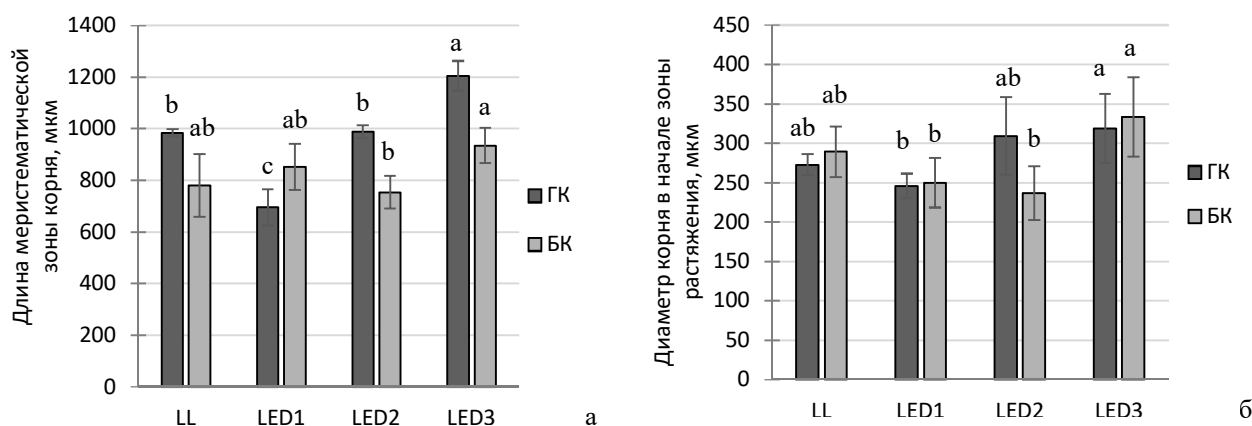 Длина меристематической
зоны корня, мкм
1400
1200
1000
800
600
400
200
0
b
ab
c
ab
b
b
a
a
LL
LED1
LED2
LED3
ГК
БК
а
Диаметр корня в начале зоны
растяжения, мкм
450
400
350
300
250
200
150
100
50
0
ab
ab
b
b
ab
b
a
a
LL
LED1
LED2
LED3
ГК
БК
б